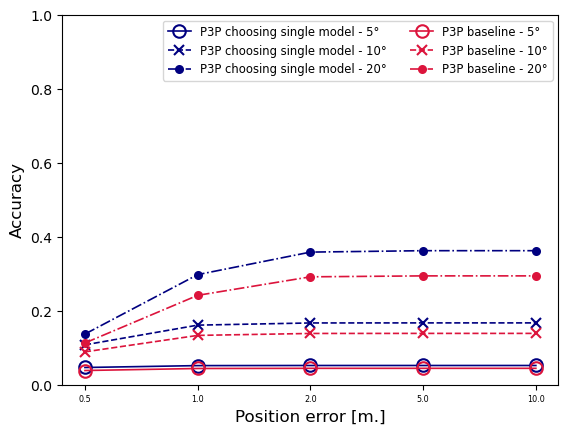 1.0
0.8
0.6
0.4
0.2
0.0
Accuracy
P3P choosing single model - 5°
P3P choosing single model - 10°
P3P choosing single model - 20°
P3P baseline - 5°
P3P baseline - 10°
P3P baseline - 20°
0.5 1.0 2.0 5.0 10.0
Position error [m.]